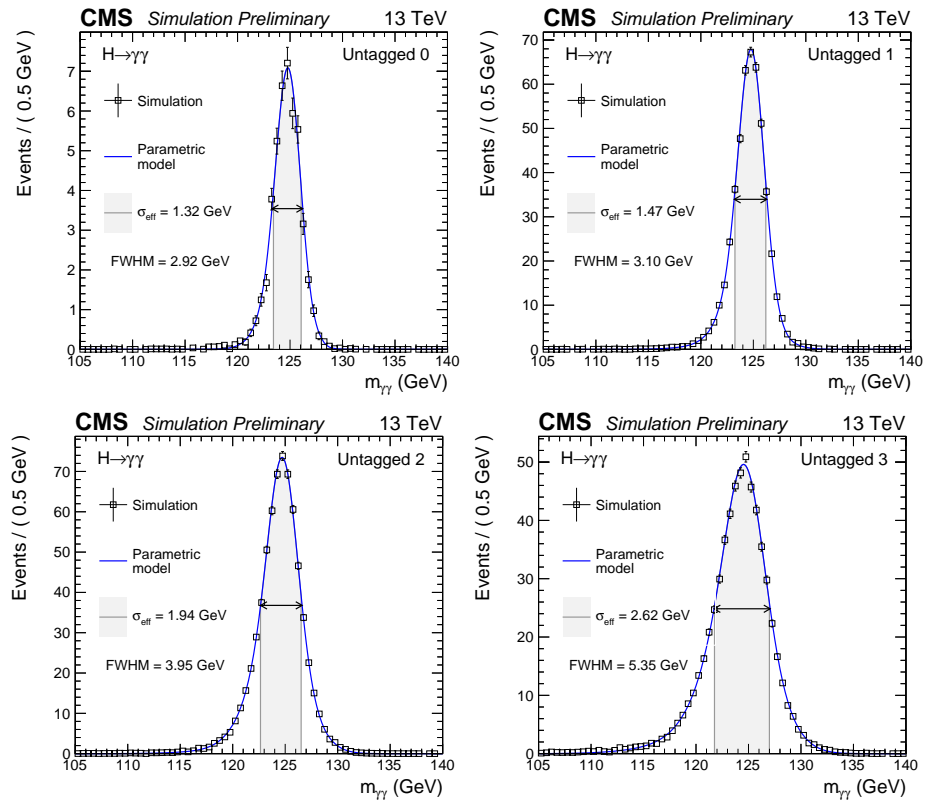 CMS Simulation Preliminary 13 TeV
H→γγ Untagged 0
Simulation
Parametric
model
σeff = 1.32 GeV
FWHM = 2.92 GeV
Events / ( 0.5 GeV )
0 1 2 3 4 5 6 7
105 110 115 120 125 130 135 140
mγγ (GeV)
CMS Simulation Preliminary 13 TeV
H→γγ Untagged 1
Simulation
Parametric
model
σeff = 1.47 GeV
FWHM = 3.10 GeV
Events / ( 0.5 GeV )
0 10 20 30 40 50 60 70
105 110 115 120 125 130 135 140
mγγ (GeV)
CMS Simulation Preliminary 13 TeV
H→γγ Untagged 2
Simulation
Parametric
model
σeff = 1.94 GeV
FWHM = 3.95 GeV
Events / ( 0.5 GeV )
0 10 20 30 40 50 60 70
105 110 115 120 125 130 135 140
mγγ (GeV)
CMS Simulation Preliminary 13 TeV
H→γγ Untagged 3
Simulation
Parametric
model
σeff = 2.62 GeV
FWHM = 5.35 GeV
Events / ( 0.5 GeV )
0 10 20 30 40 50
105 110 115 120 125 130 135 140
mγγ (GeV)